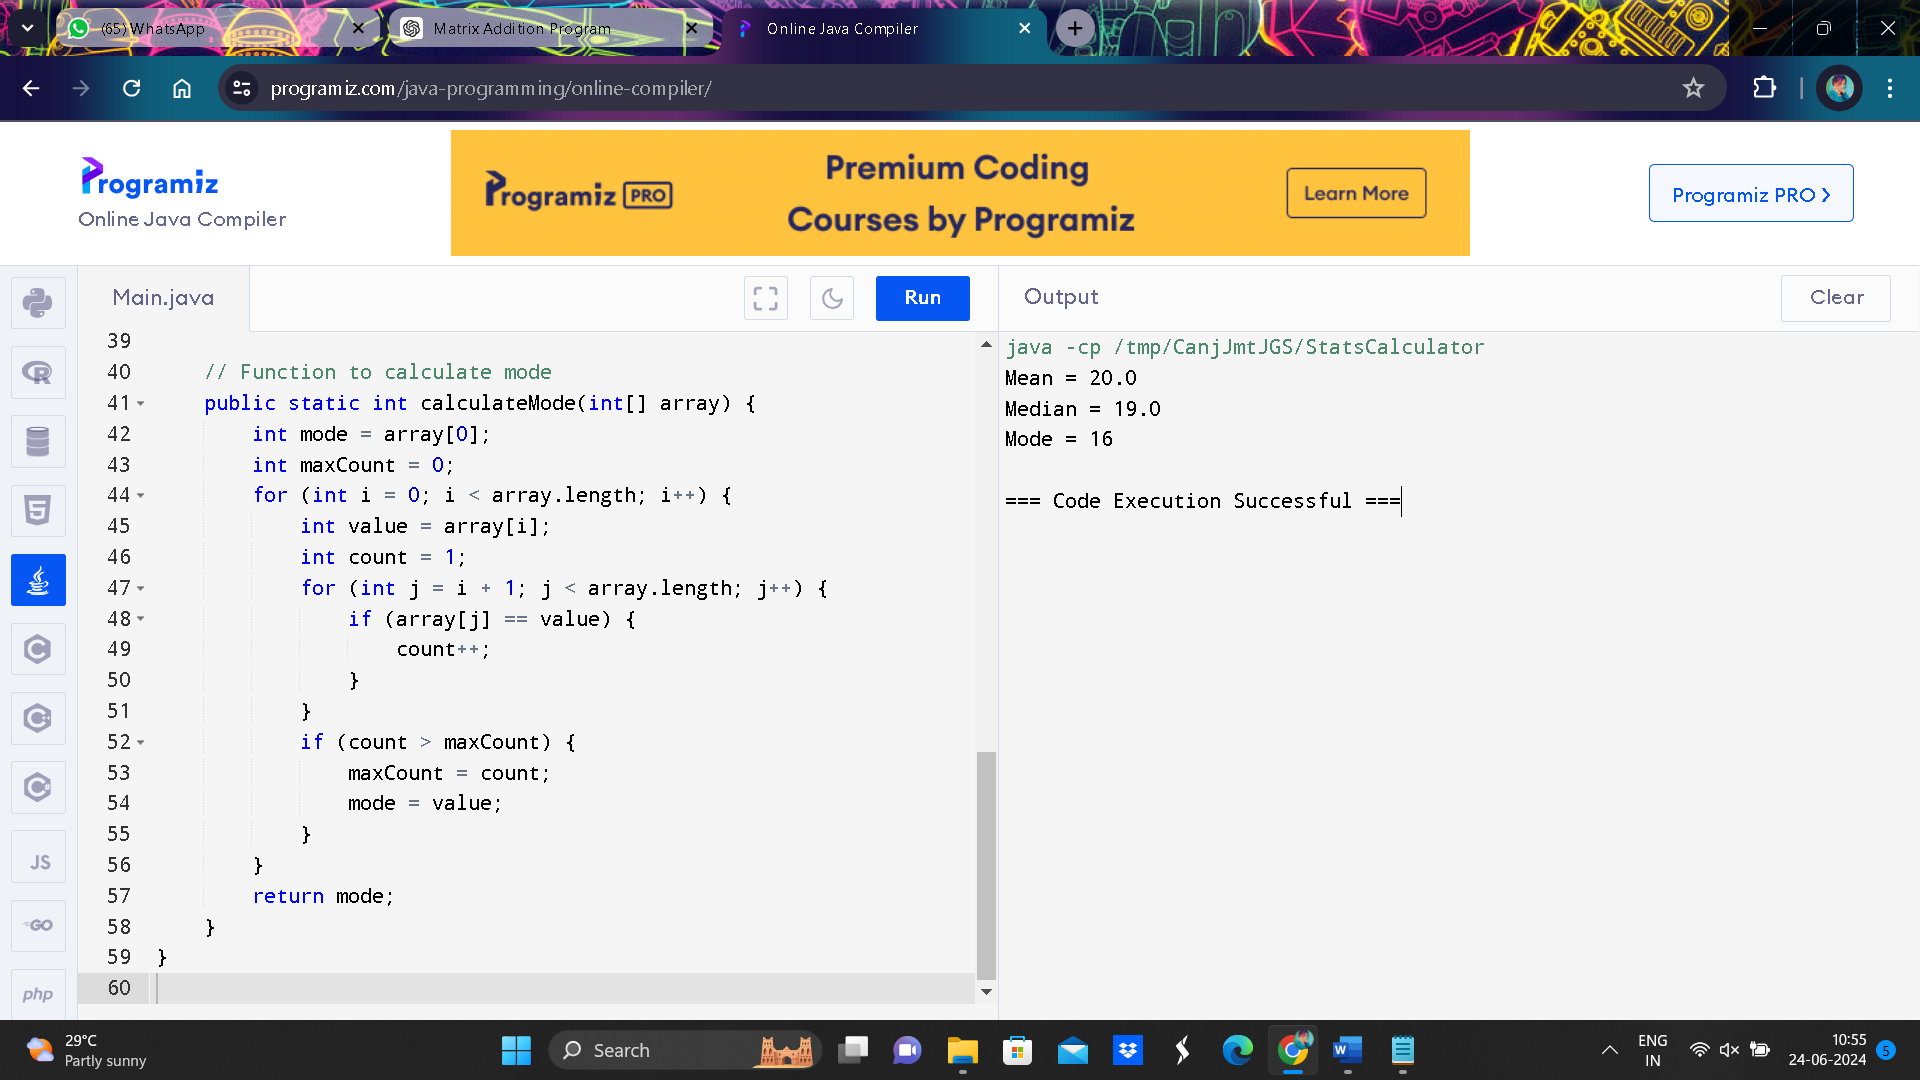 (65) WhatsApp
Matrix Addition Program
Online Java Compiler
programiz.com/java-programming/online-compiler/
Programiz
Online Java Compiler
Programiz PRO
Premium Coding
Courses by Programiz
Learn More
Programiz PRO
Main.java
Run
Output
Clear
39
40 // Function to calculate mode
41 public static int calculateMode(int[] array) {
42 int mode = array[0];
43 int maxCount = 0;
44 for (int i = 0; i < array.length; i++) {
45 int value = array[i];
46 int count = 1;
47 for (int j = i + 1; j < array.length; j++) {
48 if (array[j] == value) {
49 count++;
50 }
51 }
52 if (count > maxCount) {
53 maxCount = count;
54 mode = value;
55 }
56 }
57 return mode;
58 }
59 }
60
java -cp /tmp/CanjJmtJGS/StatsCalculator
Mean = 20.0
Median = 19.0
Mode = 16
=== Code Execution Successful ===
R
5
C
C++
C#
JS
GO
php
29°C
Partly sunny
Search
W
ENG
IN
10:55
24-06-2024
5